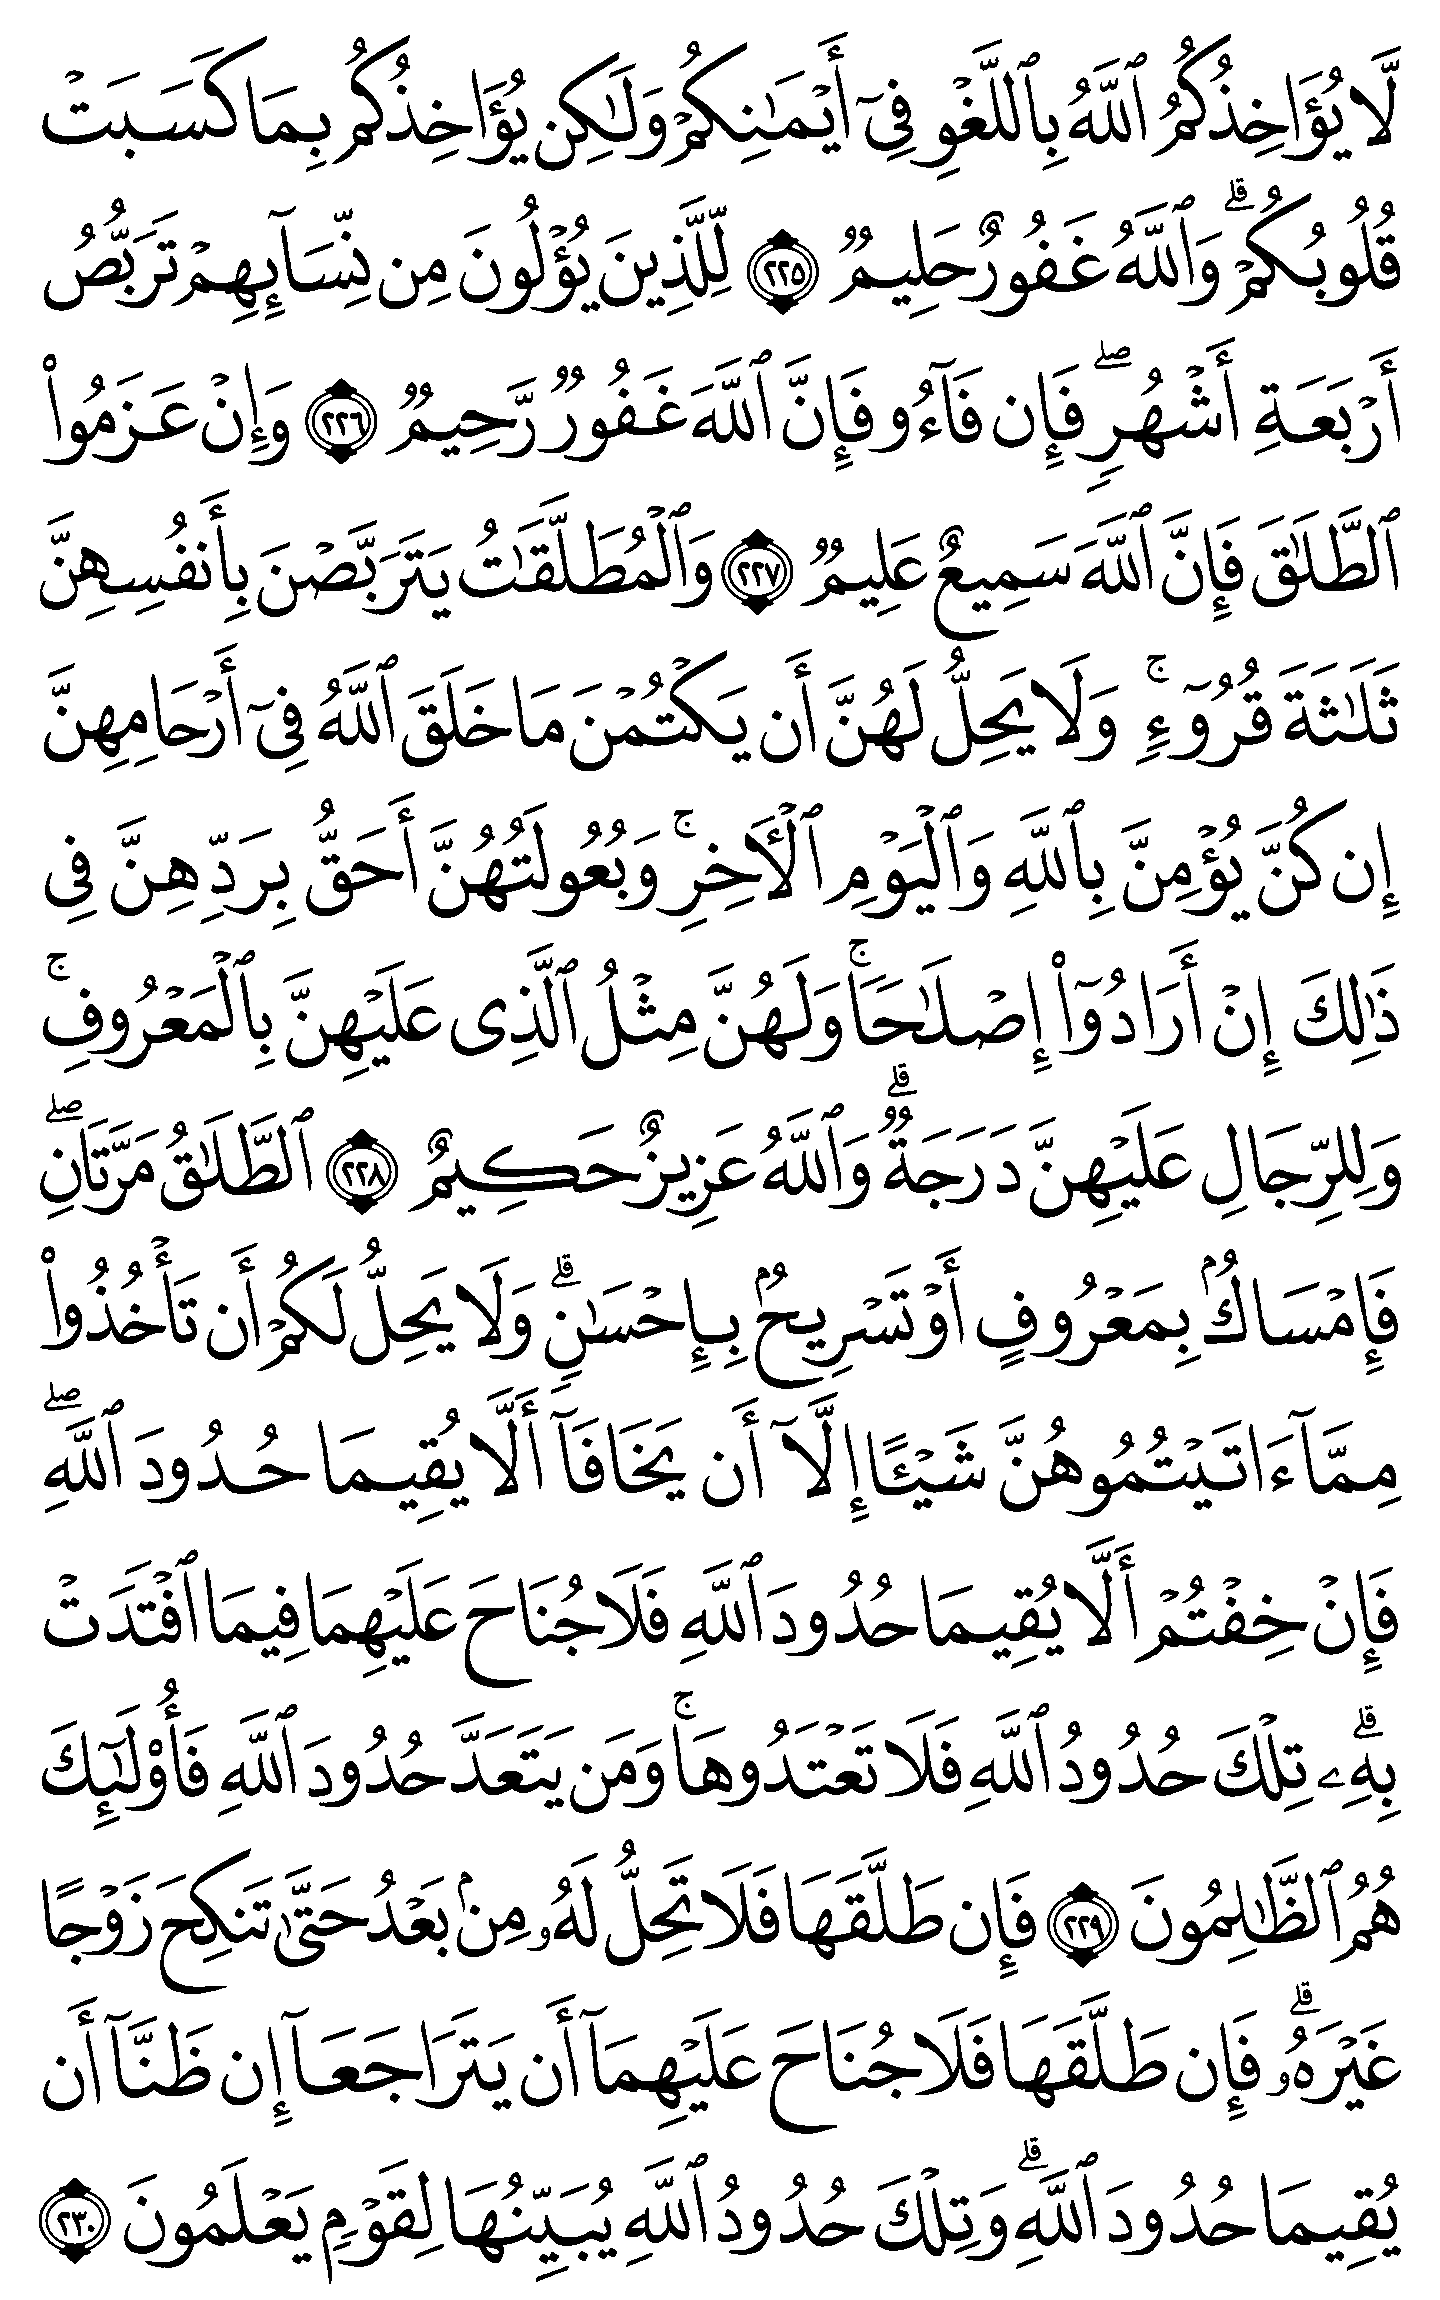 لَّا يُؤَاخِذُكُمُ ٱللَّهُ بِٱللَّغۡوِ فِيٓ أَيۡمَٰنِكُمۡ وَلَٰكِن يُؤَاخِذُكُم بِمَا كَسَبَتۡ
قُلُوبُكُمۡۗ وَٱللَّهُ غَفُورٌ حَلِيمٞ ٢٢٥ لِّلَّذِينَ يُؤۡلُونَ مِن نِّسَآئِهِمۡ تَرَبُّصُ
أَرۡبَعَةِ أَشۡهُرٖۖ فَإِن فَآءُو فَإِنَّ ٱللَّهَ غَفُورٞ رَّحِيمٞ ٢٢٦ وَإِنۡ عَزَمُواْ
ٱلطَّلَٰقَ فَإِنَّ ٱللَّهَ سَمِيعٌ عَلِيمٞ ٢٢٧ وَٱلۡمُطَلَّقَٰتُ يَتَرَبَّصۡنَ بِأَنفُسِهِنَّ
ثَلَٰثَةَ قُرُوٓءٖۚ وَلَا يَحِلُّ لَهُنَّ أَن يَكۡتُمۡنَ مَا خَلَقَ ٱللَّهُ فِيٓ أَرۡحَامِهِنَّ
إِن كُنَّ يُؤۡمِنَّ بِٱللَّهِ وَٱلۡيَوۡمِ ٱلۡأٓخِرِۚ وَبُعُولَتُهُنَّ أَحَقُّ بِرَدِّهِنَّ فِي
ذَٰلِكَ إِنۡ أَرَادُوٓاْ إِصۡلَٰحٗاۚ وَلَهُنَّ مِثۡلُ ٱلَّذِي عَلَيۡهِنَّ بِٱلۡمَعۡرُوفِۚ
وَلِلرِّجَالِ عَلَيۡهِنَّ دَرَجَةٞۗ وَٱللَّهُ عَزِيزٌ حَكِيمٌ ٢٢٨ ٱلطَّلَٰقُ مَرَّتَانِۖ
فَإِمۡسَاكُۢ بِمَعۡرُوفٍ أَوۡ تَسۡرِيحُۢ بِإِحۡسَٰنٖۗ وَلَا يَحِلُّ لَكُمۡ أَن تَأۡخُذُواْ
مِمَّآ ءَاتَيۡتُمُوهُنَّ شَيۡـًٔا إِلَّآ أَن يَخَافَآ أَلَّا يُقِيمَا حُدُودَ ٱللَّهِۖ
فَإِنۡ خِفۡتُمۡ أَلَّا يُقِيمَا حُدُودَ ٱللَّهِ فَلَا جُنَاحَ عَلَيۡهِمَا فِيمَا ٱفۡتَدَتۡ
بِهِۦۗ تِلۡكَ حُدُودُ ٱللَّهِ فَلَا تَعۡتَدُوهَاۚ وَمَن يَتَعَدَّ حُدُودَ ٱللَّهِ فَأُوْلَٰٓئِكَ
هُمُ ٱلظَّٰلِمُونَ ٢٢٩ فَإِن طَلَّقَهَا فَلَا تَحِلُّ لَهُۥ مِنۢ بَعۡدُ حَتَّىٰ تَنكِحَ زَوۡجًا
غَيۡرَهُۥۗ فَإِن طَلَّقَهَا فَلَا جُنَاحَ عَلَيۡهِمَآ أَن يَتَرَاجَعَآ إِن ظَنَّآ أَن
يُقِيمَا حُدُودَ ٱللَّهِۗ وَتِلۡكَ حُدُودُ ٱللَّهِ يُبَيِّنُهَا لِقَوۡمٖ يَعۡلَمُونَ ٢٣٠